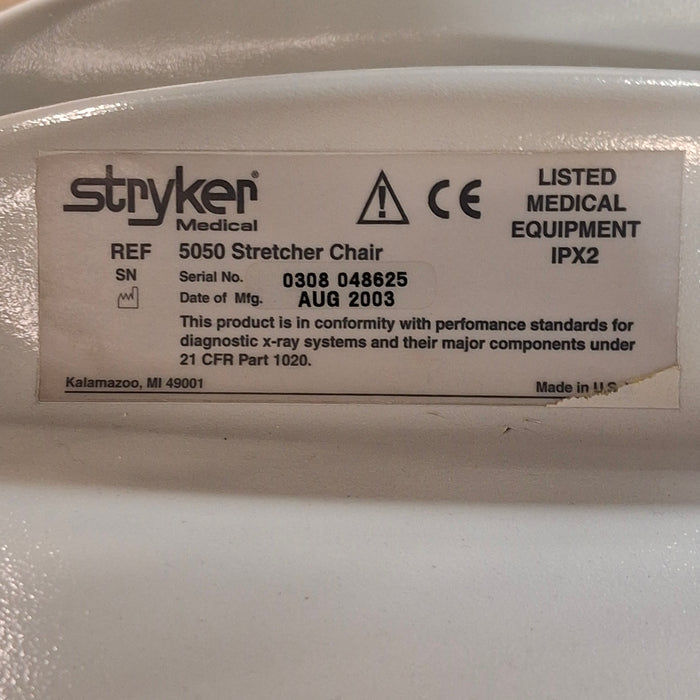 stryker®
Medical
CE
LISTED
MEDICAL
EQUIPMENT
IPX2
REF 5050 Stretcher Chair
SN Serial No. 0308 048625
Date of Mfg. AUG 2003
This product is in conformity with perfomance standards for
diagnostic x-ray systems and their major components under
21 CFR Part 1020.
Kalamazoo, MI 49001 Made in U.S.